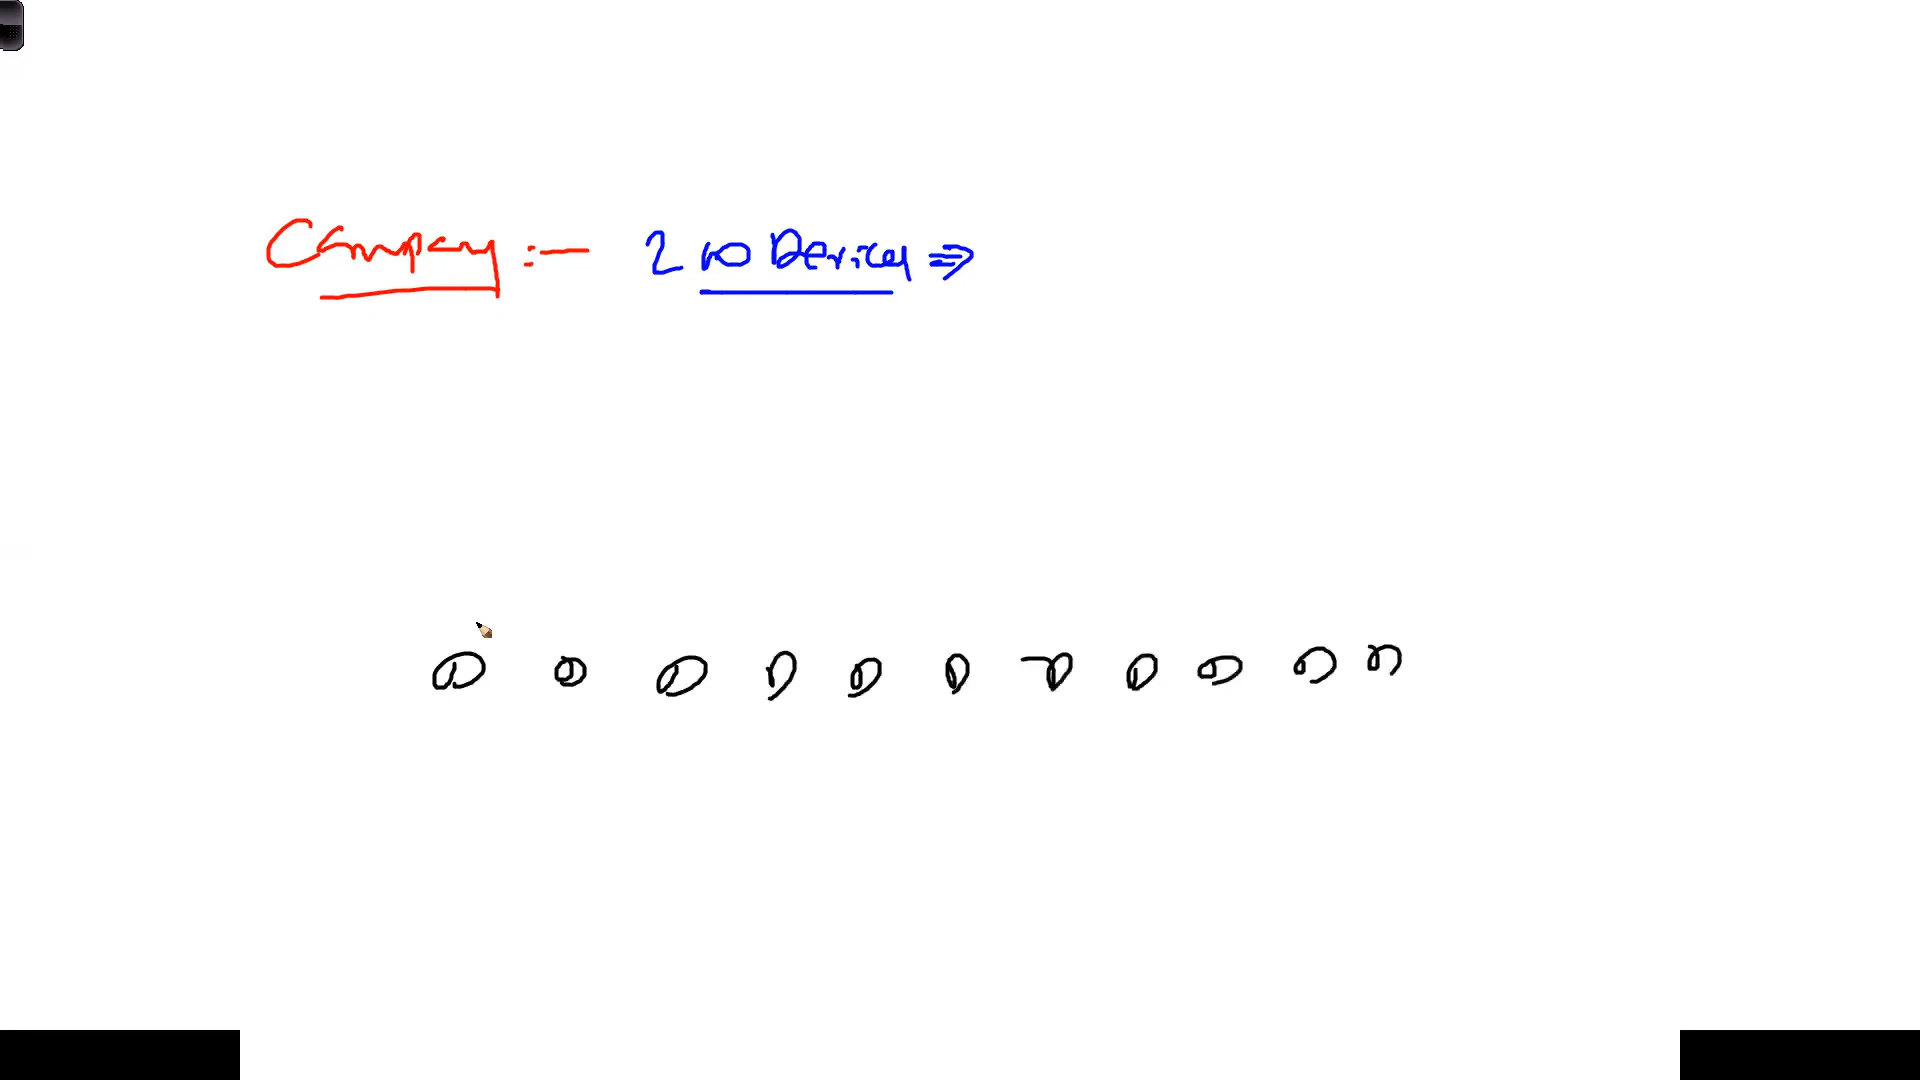 Company :- 2 10 Devices ⇒